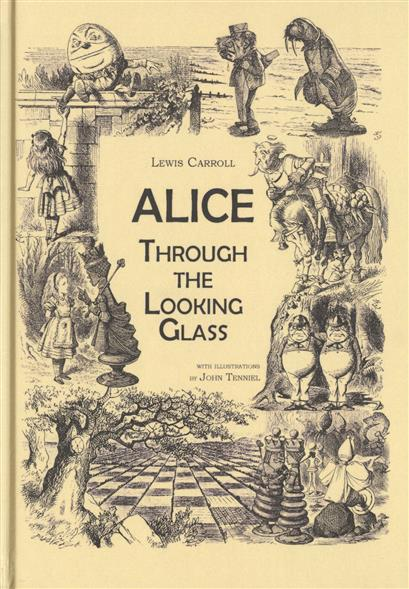 LEWIS CARROLL
ALICE
THROUGH
THE
LOOKING
GLASS
WITH ILLUSTRATIONS
BY JOHN TENNIEL